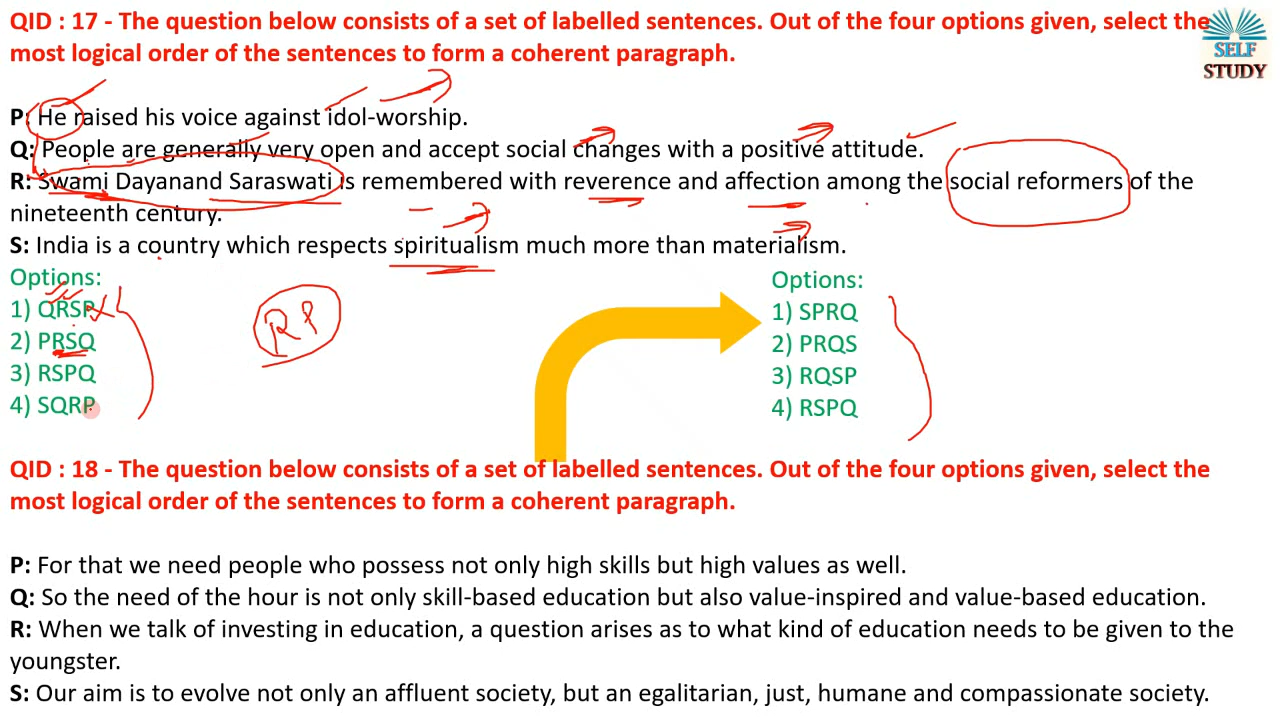 QID : 17 - The question below consists of a set of labelled sentences. Out of the four options given, select the
most logical order of the sentences to form a coherent paragraph.
SELF
STUDY
P: He raised his voice against idol-worship.
Q: People are generally very open and accept social changes with a positive attitude.
R: Swami Dayanand Saraswati is remembered with reverence and affection among the social reformers of the
nineteenth century.
S: India is a country which respects spiritualism much more than materialism.
Options:
1) QRSP
2) PRSQ
3) RSPQ
4) SQRP
RP
Options:
1) SPRQ
2) PRQS
3) RQSP
4) RSPQ
QID : 18 - The question below consists of a set of labelled sentences. Out of the four options given, select the
most logical order of the sentences to form a coherent paragraph.
P: For that we need people who possess not only high skills but high values as well.
Q: So the need of the hour is not only skill-based education but also value-inspired and value-based education.
R: When we talk of investing in education, a question arises as to what kind of education needs to be given to the
youngster.
S: Our aim is to evolve not only an affluent society, but an egalitarian, just, humane and compassionate society.